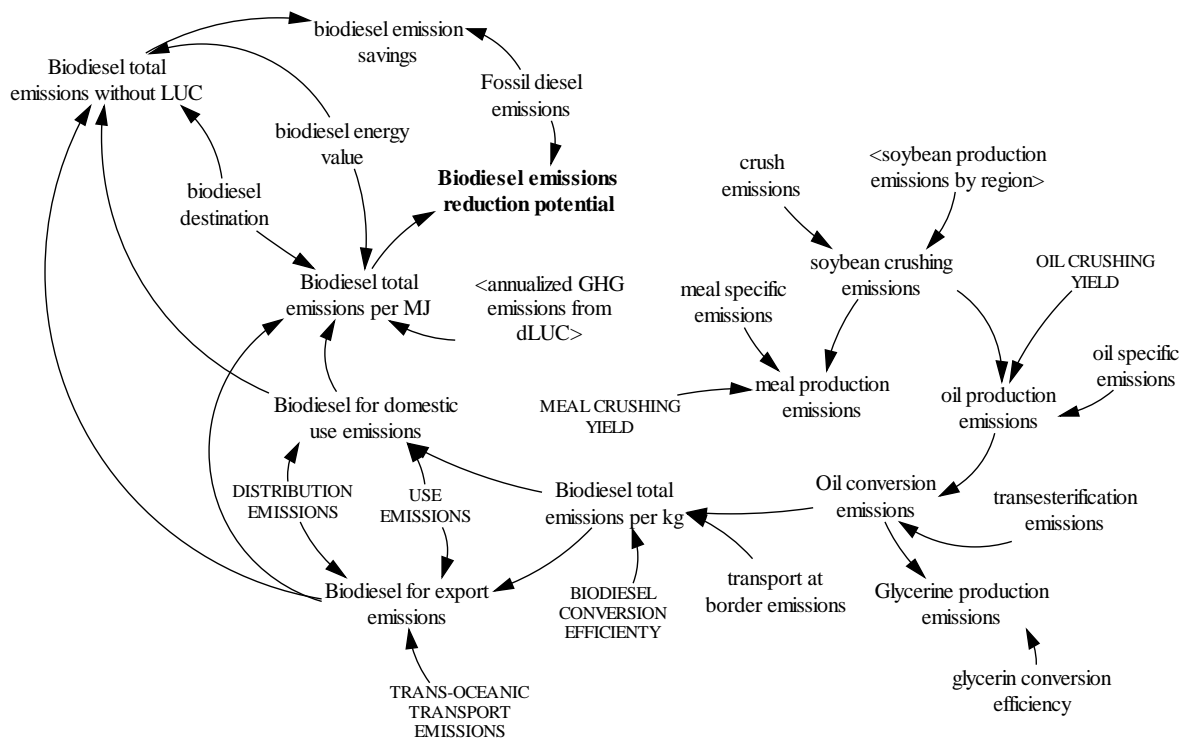 biodiesel emission
savings
Biodiesel total
emissions without LUC
Fossil diesel
emissions
biodiesel energy
value
crush
emissions
<soybean production
emissions by region>
biodiesel
destination
Biodiesel emissions
reduction potential
Biodiesel total
emissions per MJ
<annualized GHG
emissions from
dLUC>
soybean crushing
emissions
OIL CRUSHING
YIELD
meal specific
emissions
oil specific
emissions
meal production
emissions
oil production
emissions
MEAL CRUSHING
YIELD
Biodiesel for domestic
use emissions
DISTRIBUTION
EMISSIONS
USE
EMISSIONS
Biodiesel total
emissions per kg
Oil conversion
emissions
transesterification
emissions
Biodiesel for export
emissions
BIODIESEL
CONVERSION
EFFICIENTY
transport at
border emissions
Glycerine production
emissions
TRANS-OCEANIC
TRANSPORT
EMISSIONS
glycerin conversion
efficiency